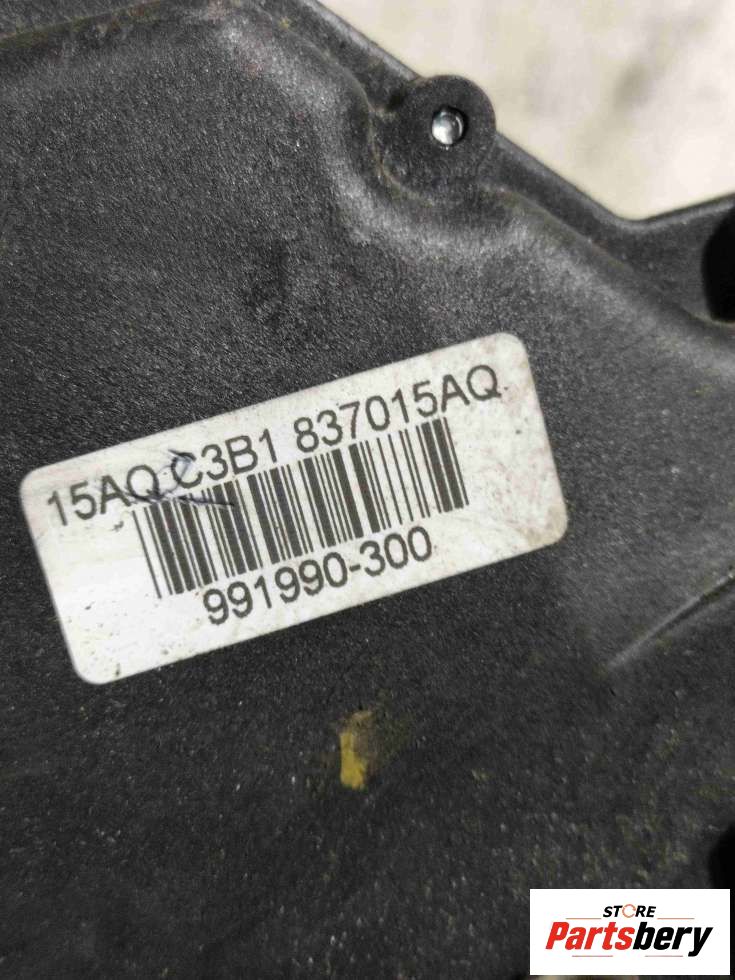 15AQ C3B1 837015AQ
991990-300
STORE
Partsbery